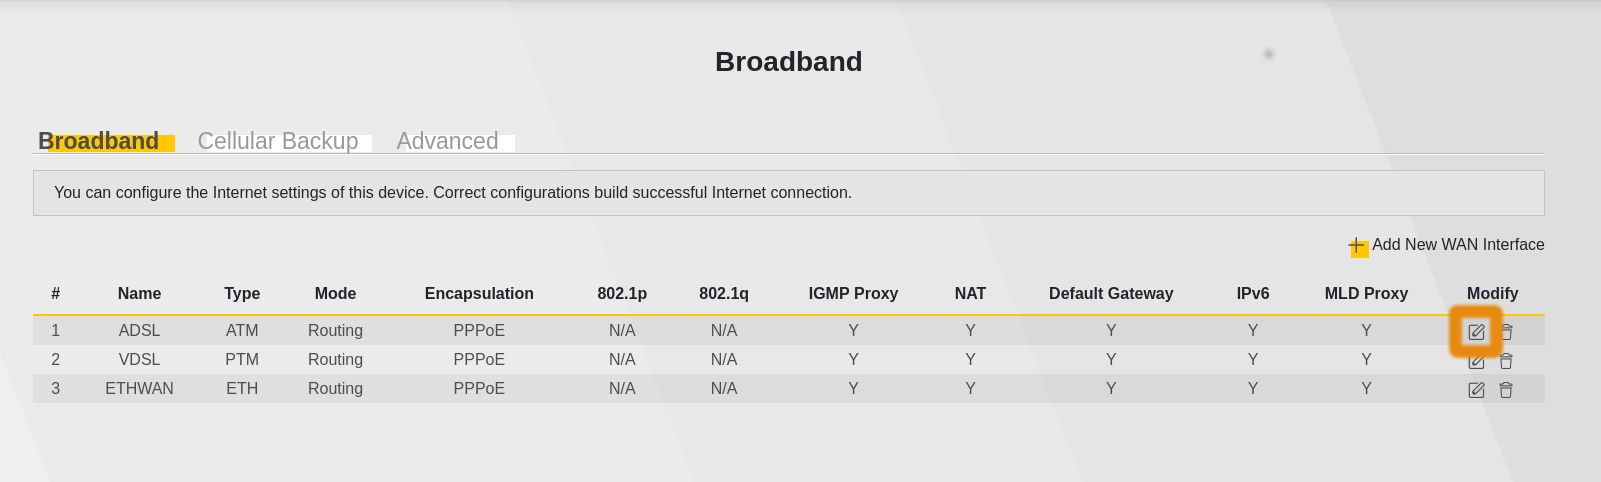 Broadband
Broadband Cellular Backup Advanced
You can configure the Internet settings of this device. Correct configurations build successful Internet connection.
+ Add New WAN Interface
# Name Type Mode Encapsulation 802.1p 802.1q IGMP Proxy NAT Default Gateway IPv6 MLD Proxy Modify
1 ADSL ATM Routing PPPoE N/A N/A Y Y Y Y Y
2 VDSL PTM Routing PPPoE N/A N/A Y Y Y Y Y
3 ETHWAN ETH Routing PPPoE N/A N/A Y Y Y Y Y